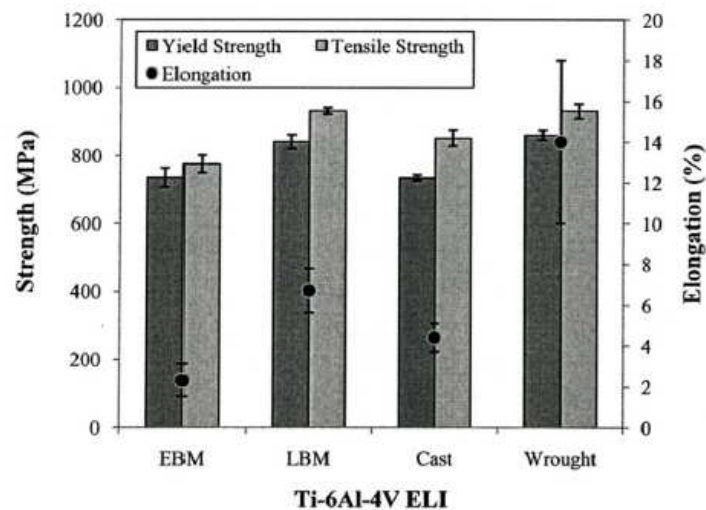 1200
1000
800
600
400
200
0
Strength (MPa)
Yield Strength
Tensile Strength
Elongation
20
18
16
14
12
10
8
6
4
2
0
Elongation (%)
EBM LBM Cast Wrought
Ti-6Al-4V ELI